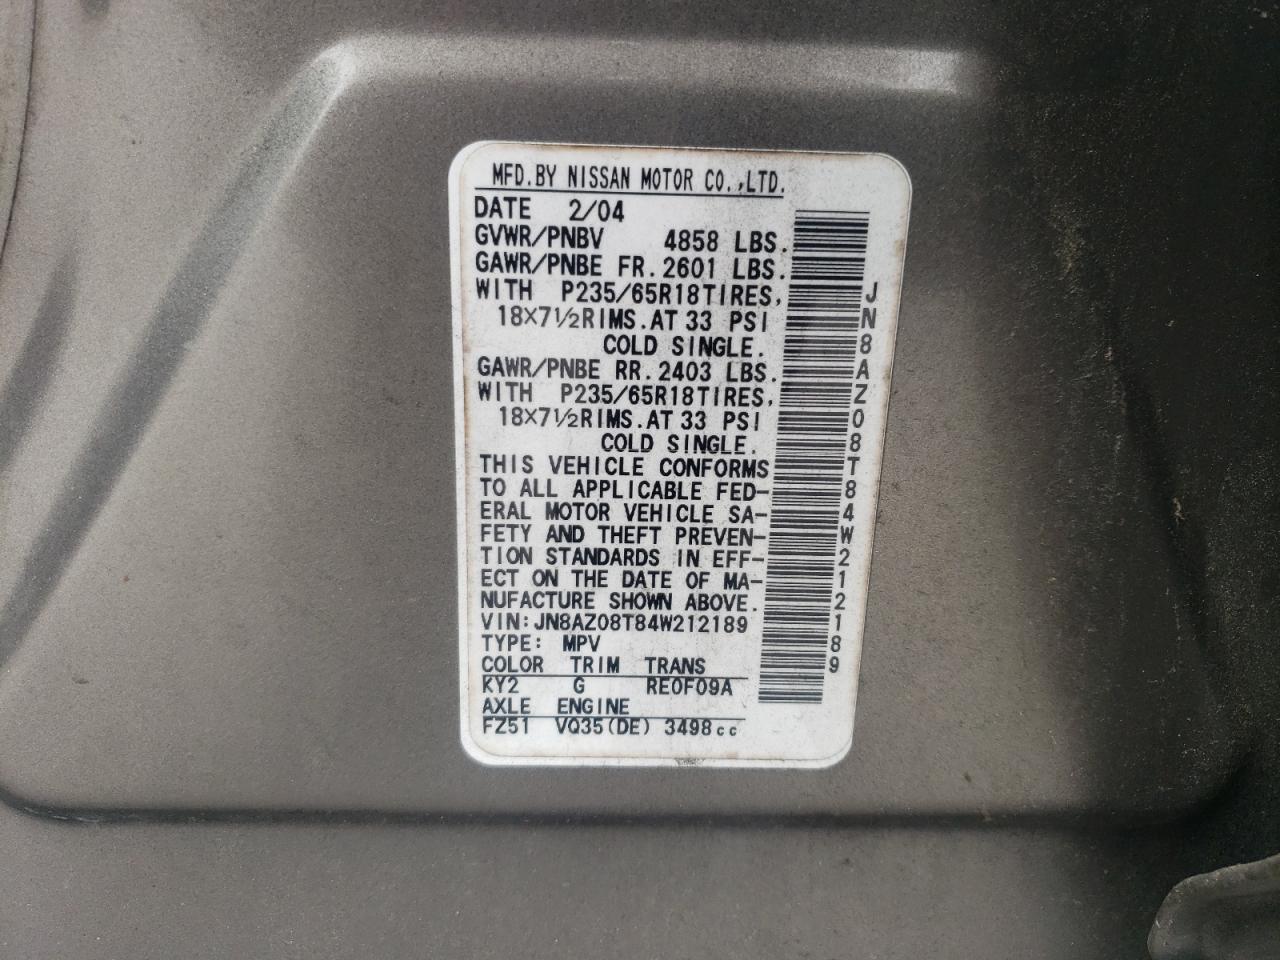 MFD.BY NISSAN MOTOR CO.,LTD.
DATE 2/04
GVWR/PNBV 4858 LBS.
GAWR/PNBE FR.2601 LBS.
WITH P235/65R18TIRES,
18X7½RIMS.AT 33 PSI
COLD SINGLE.
GAWR/PNBE RR.2403 LBS.
WITH P235/65R18TIRES,
18X7½RIMS.AT 33 PSI
COLD SINGLE.
THIS VEHICLE CONFORMS
TO ALL APPLICABLE FED-
ERAL MOTOR VEHICLE SA-
FETY AND THEFT PREVEN-
TION STANDARDS IN EFF-
ECT ON THE DATE OF MA-
NUFACTURE SHOWN ABOVE.
VIN:JN8AZ08T84W212189
TYPE: MPV
COLOR TRIM TRANS
KY2 G RE0F09A
AXLE ENGINE
FZ51 VQ35(DE) 3498cc
JN8AZ08T84W212189